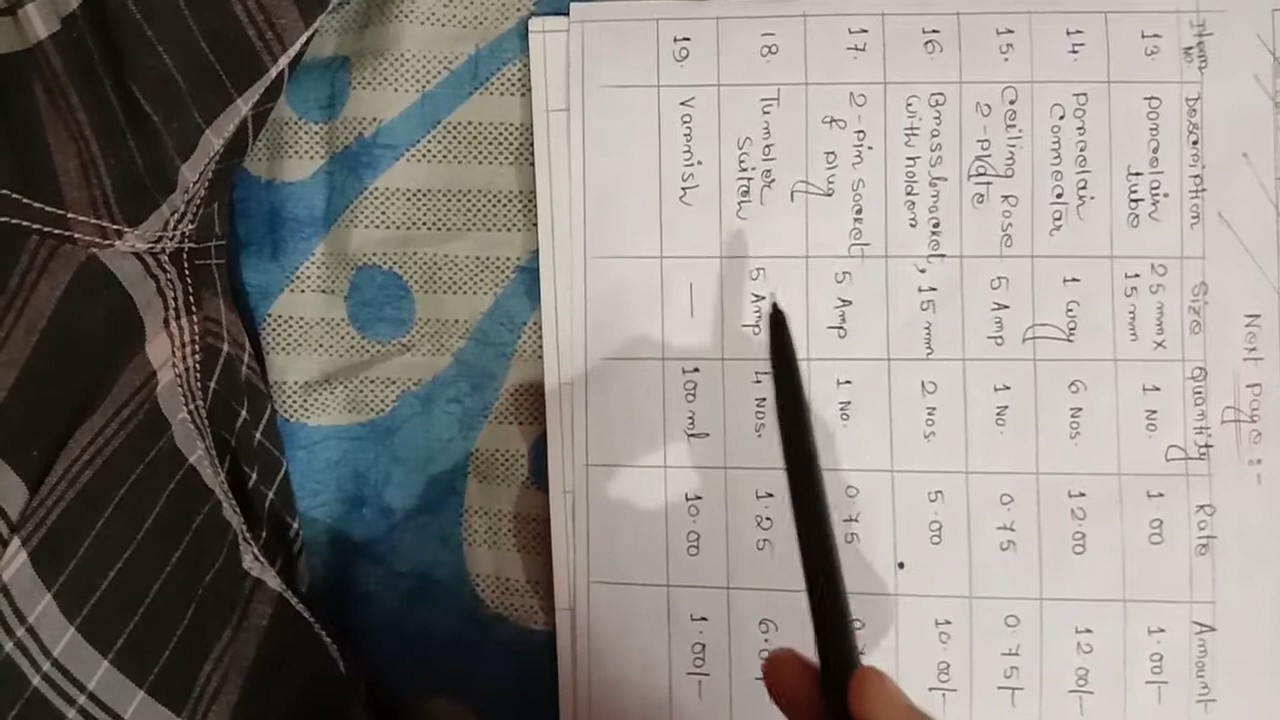 Next Page :-
Item No Description Size Quantity Rate Amount
13. Porcelain tube 25 mm x 15 mm 1 No. 1.00 1.00/-
14. Porcelain Connector 1 Way 6 Nos. 12.00 12.00/-
15. Ceiling Rose 2-Plate 5 Amp 1 No. 0.75 0.75/-
16. Brass bracket, with holder 15 mm 2 Nos. 5.00 10.00/-
17. 2-Pin Socket & Plug 5 Amp 1 No. 0.75
18. Tumbler Switch 5 Amp 4 Nos. 1.25
19. Varnish — 100 ml 10.00 1.00/-